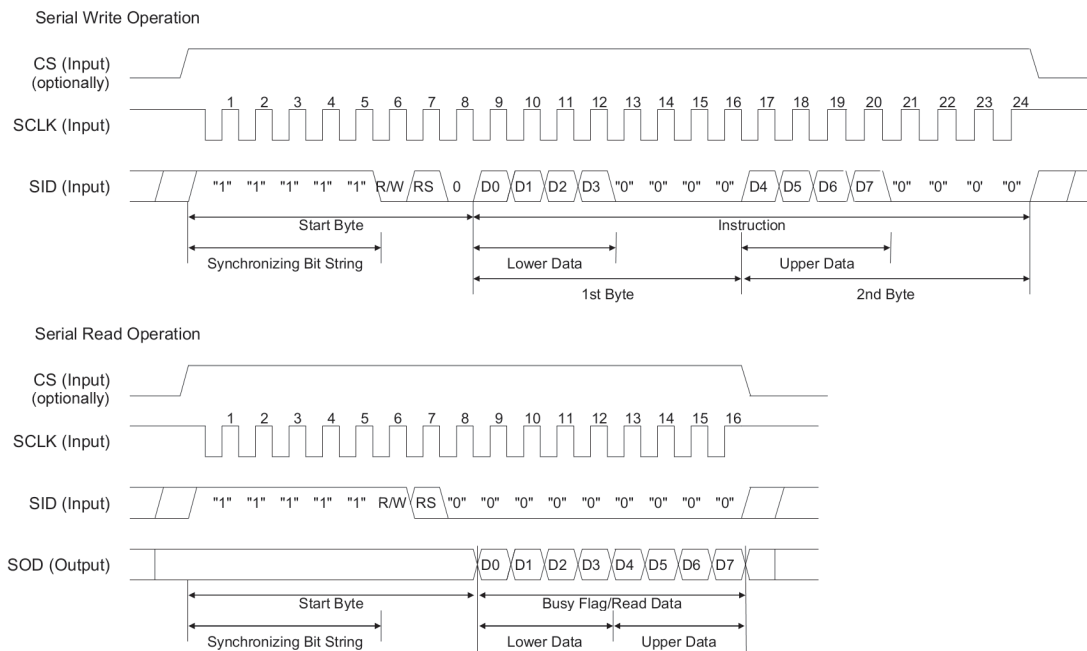 Serial Write Operation
CS (Input)
(optionally)
1 2 3 4 5 6 7 8 9 10 11 12 13 14 15 16 17 18 19 20 21 22 23 24
SCLK (Input)
SID (Input) "1" "1" "1" "1" "1" R/W RS 0 D0 D1 D2 D3 "0" "0" "0" "0" D4 D5 D6 D7 "0" "0" "0' "0"
Start Byte Instruction
Synchronizing Bit String Lower Data Upper Data
1st Byte 2nd Byte
Serial Read Operation
CS (Input)
(optionally)
1 2 3 4 5 6 7 8 9 10 11 12 13 14 15 16
SCLK (Input)
SID (Input) "1" "1" "1" "1" "1" R/W RS "0" "0" "0" "0" "0" "0" "0" "0" "0"
SOD (Output) D0 D1 D2 D3 D4 D5 D6 D7
Start Byte Busy Flag/Read Data
Synchronizing Bit String Lower Data Upper Data